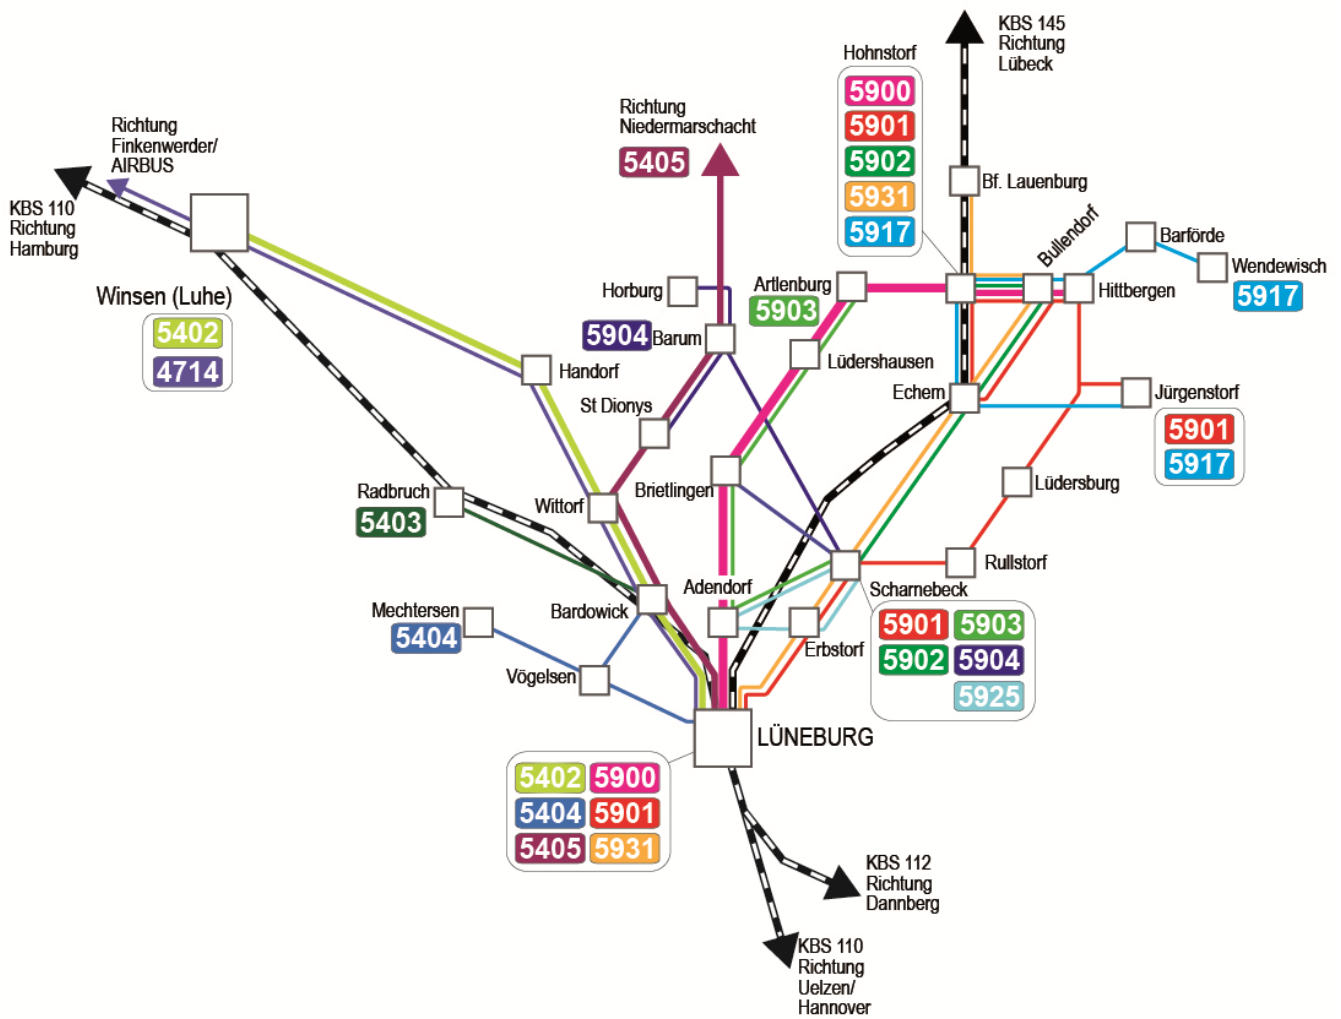 KBS 145
Richtung
Lübeck
Hohnstorf
5900
5901
5902
5931
5917
Richtung
Niedermarschacht
5405
Richtung
Finkenwerder/
AIRBUS
KBS 110
Richtung
Hamburg
Bf. Lauenburg
Bullendorf
Barförde
Wendewisch
5917
Hittbergen
Winsen (Luhe)
5402
4714
Horburg
5904
Barum
Artlenburg
5903
Lüdershausen
Handorf
St Dionys
Echem
Jürgenstorf
5901
5917
Radbruch
5403
Wittorf
Brietlingen
Lüdersburg
Rullstorf
Mechtersen
5404
Bardowick
Adendorf
Scharnebeck
5901
5903
5902
5904
5925
Erbstorf
Vögelsen
LÜNEBURG
5402
5900
5404
5901
5405
5931
KBS 112
Richtung
Dannberg
KBS 110
Richtung
Uelzen/
Hannover